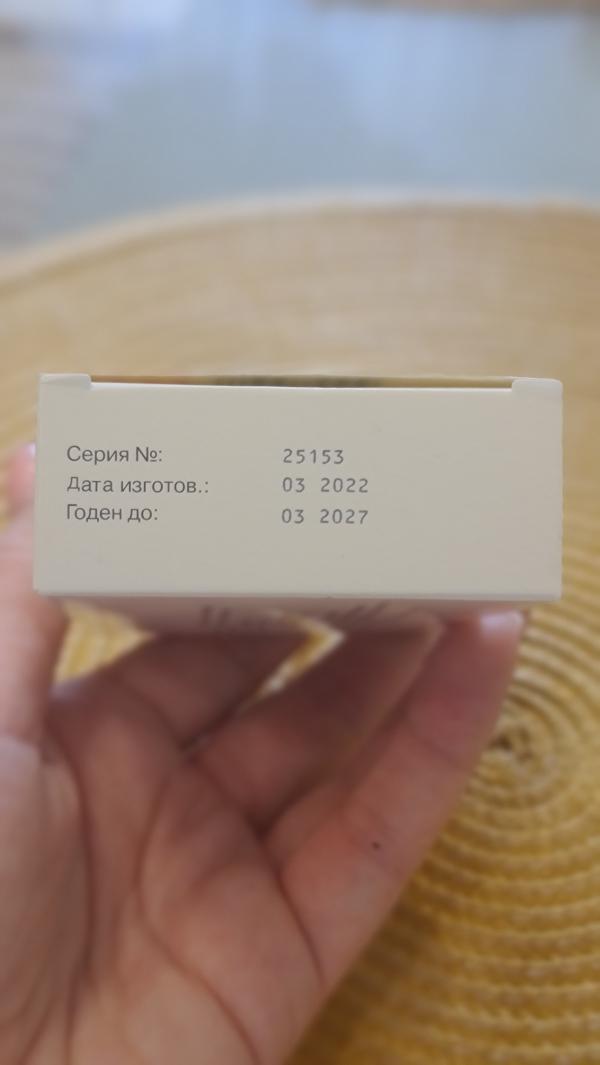 Серия №: 25153
Дата изготов.: 03 2022
Годен до: 03 2027